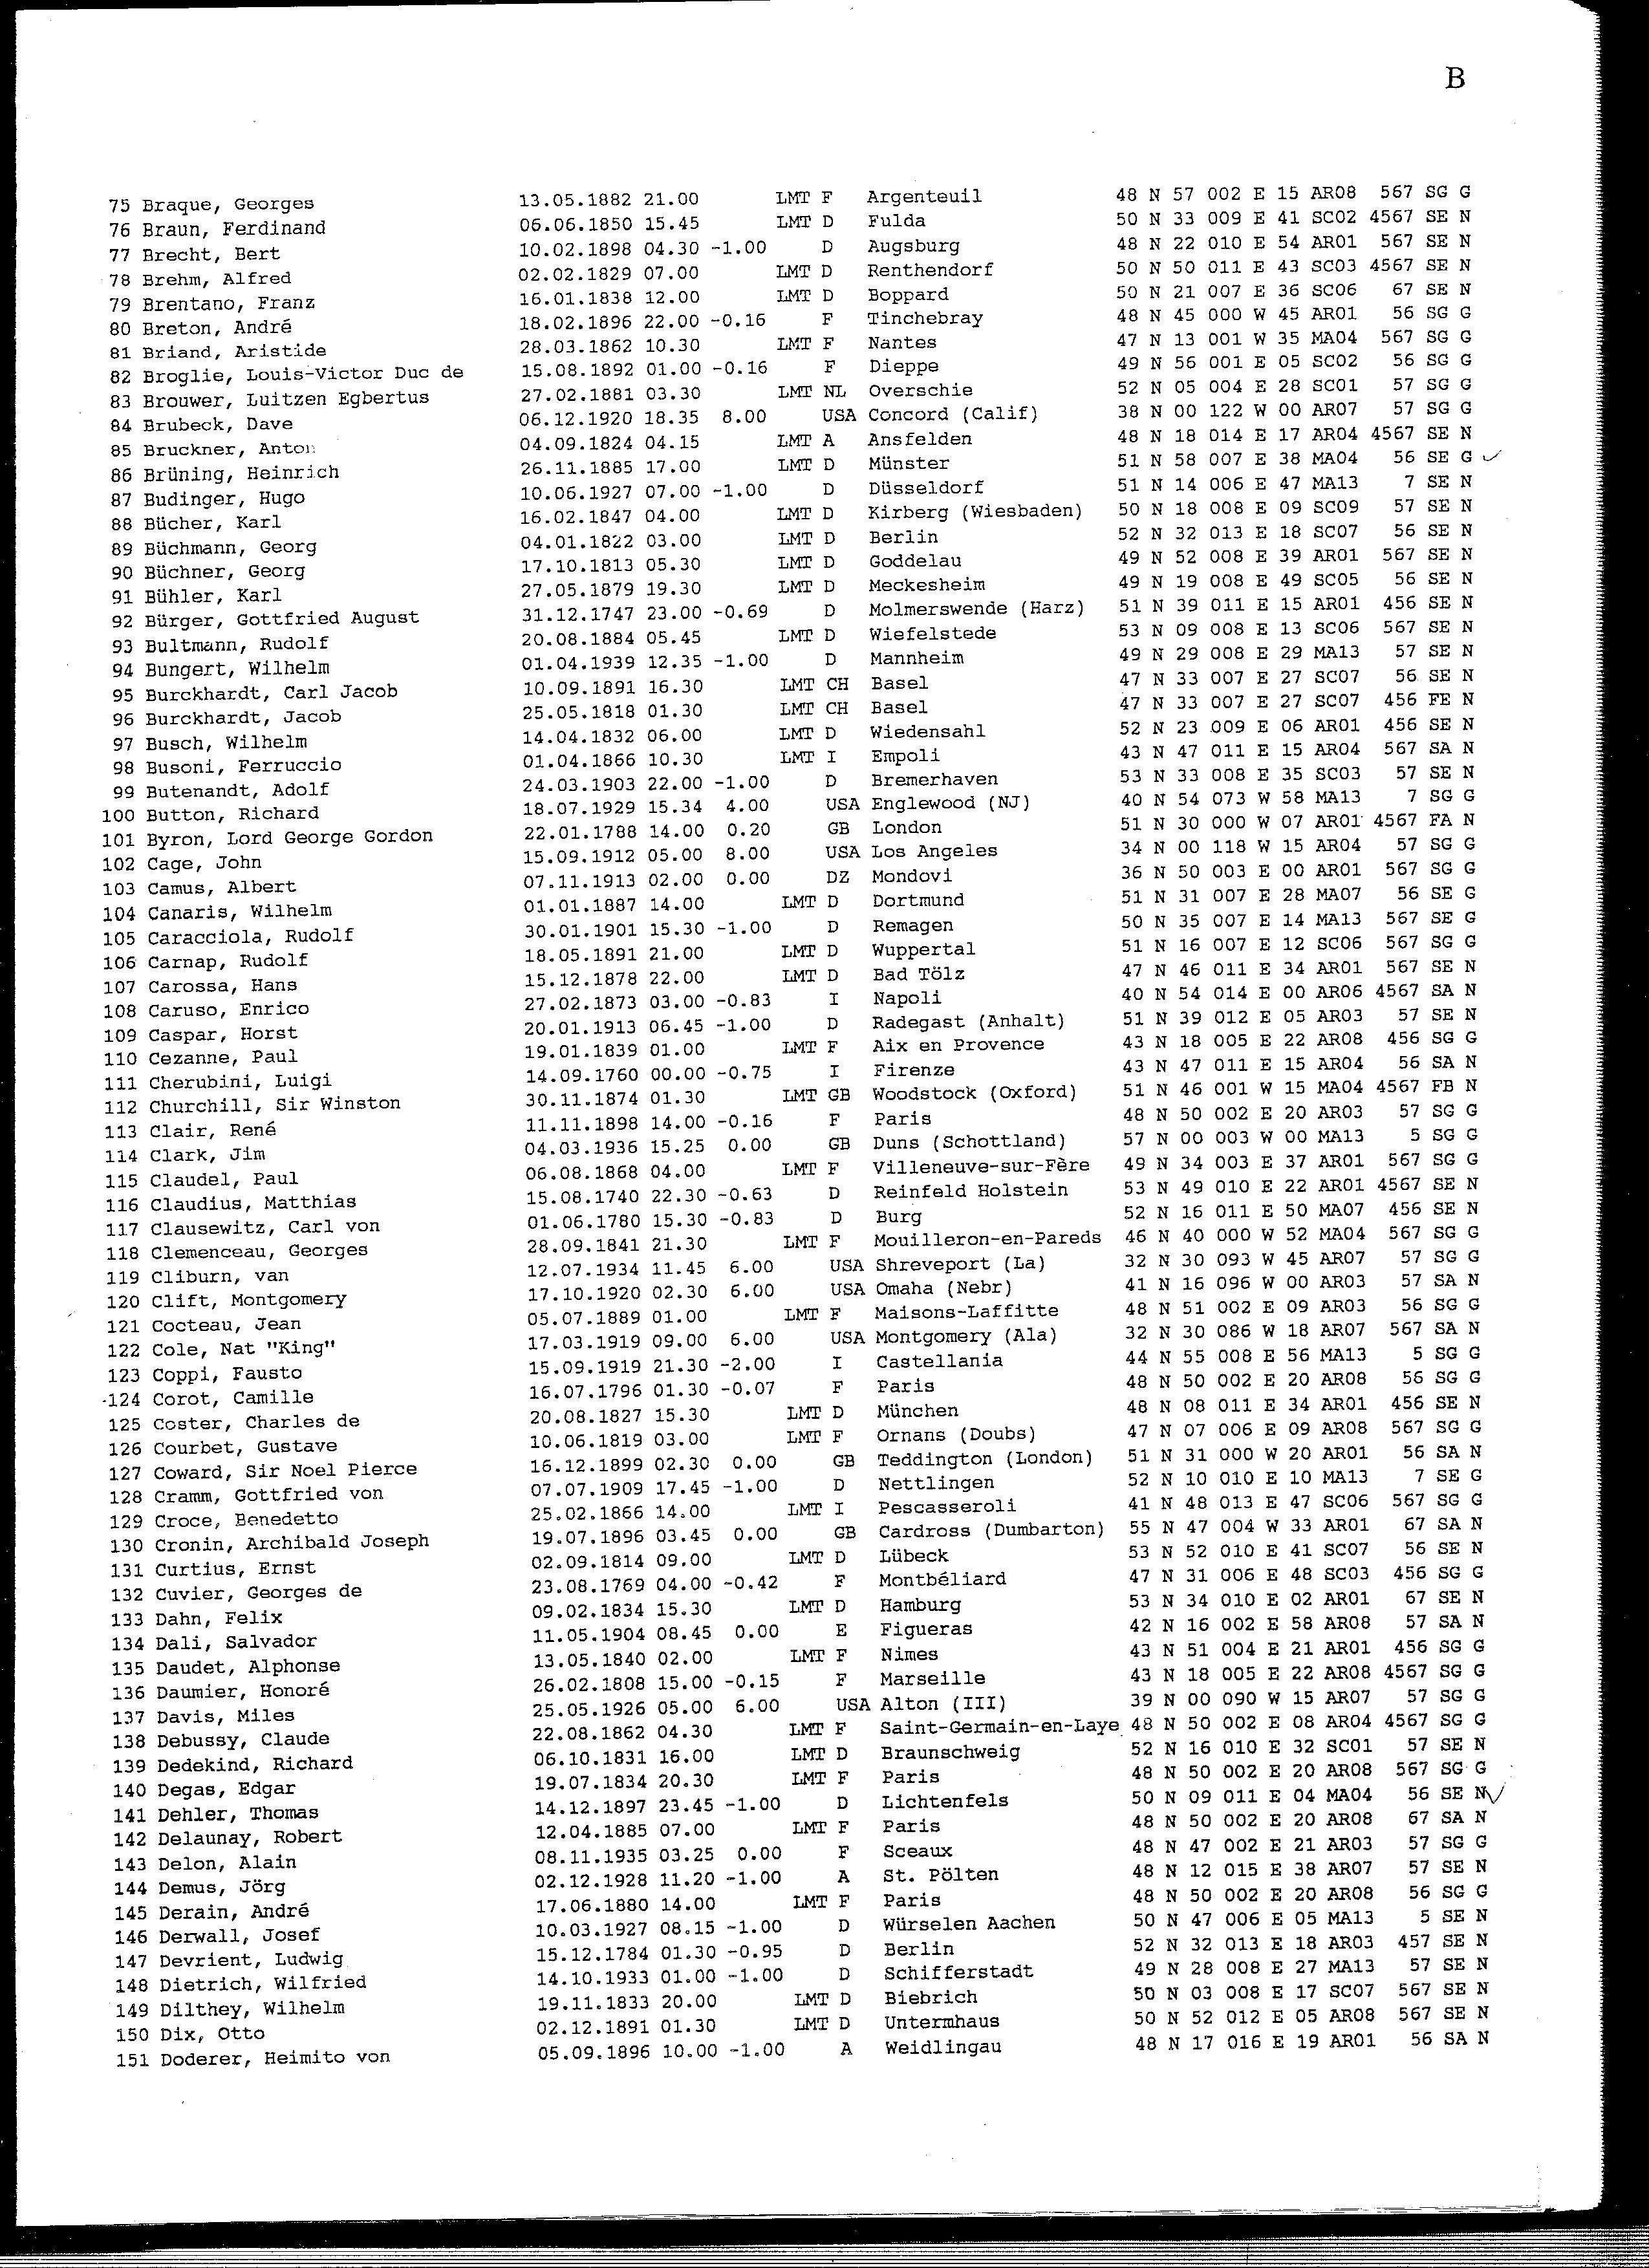 B
75 Braque, Georges 13.05.1882 21.00 LMT F Argenteuil 48 N 57 002 E 15 AR08 567 SG G
76 Braun, Ferdinand 06.06.1850 15.45 LMT D Fulda 50 N 33 009 E 41 SC02 4567 SE N
77 Brecht, Bert 10.02.1898 04.30 -1.00 D Augsburg 48 N 22 010 E 54 AR01 567 SE N
78 Brehm, Alfred 02.02.1829 07.00 LMT D Renthendorf 50 N 50 011 E 43 SC03 4567 SE N
79 Brentano, Franz 16.01.1838 12.00 LMT D Boppard 50 N 21 007 E 36 SC06 67 SE N
80 Breton, André 18.02.1896 22.00 -0.16 F Tinchebray 48 N 45 000 W 45 AR01 56 SG G
81 Briand, Aristide 28.03.1862 10.30 LMT F Nantes 47 N 13 001 W 35 MA04 567 SG G
82 Broglie, Louis-Victor Duc de 15.08.1892 01.00 -0.16 F Dieppe 49 N 56 001 E 05 SC02 56 SG G
83 Brouwer, Luitzen Egbertus 27.02.1881 03.30 LMT NL Overschie 52 N 05 004 E 28 SC01 57 SG G
84 Brubeck, Dave 06.12.1920 18.35 8.00 USA Concord (Calif) 38 N 00 122 W 00 AR07 57 SG G
85 Bruckner, Anton 04.09.1824 04.15 LMT A Ansfelden 48 N 18 014 E 17 AR04 4567 SE N
86 Brüning, Heinrich 26.11.1885 17.00 LMT D Münster 51 N 58 007 E 38 MA04 56 SE G ✓
87 Budinger, Hugo 10.06.1927 07.00 -1.00 D Düsseldorf 51 N 14 006 E 47 MA13 7 SE N
88 Bücher, Karl 16.02.1847 04.00 LMT D Kirberg (Wiesbaden) 50 N 18 008 E 09 SC09 57 SE N
89 Büchmann, Georg 04.01.1822 03.00 LMT D Berlin 52 N 32 013 E 18 SC07 56 SE N
90 Büchner, Georg 17.10.1813 05.30 LMT D Goddelau 49 N 52 008 E 39 AR01 567 SE N
91 Bühler, Karl 27.05.1879 19.30 LMT D Meckesheim 49 N 19 008 E 49 SC05 56 SE N
92 Bürger, Gottfried August 31.12.1747 23.00 -0.69 D Molmerswende (Harz) 51 N 39 011 E 15 AR01 456 SE N
93 Bultmann, Rudolf 20.08.1884 05.45 LMT D Wiefelstede 53 N 09 008 E 13 SC06 567 SE N
94 Bungert, Wilhelm 01.04.1939 12.35 -1.00 D Mannheim 49 N 29 008 E 29 MA13 57 SE N
95 Burckhardt, Carl Jacob 10.09.1891 16.30 LMT CH Basel 47 N 33 007 E 27 SC07 56 SE N
96 Burckhardt, Jacob 25.05.1818 01.30 LMT CH Basel 47 N 33 007 E 27 SC07 456 FE N
97 Busch, Wilhelm 14.04.1832 06.00 LMT D Wiedensahl 52 N 23 009 E 06 AR01 456 SE N
98 Busoni, Ferruccio 01.04.1866 10.30 LMT I Empoli 43 N 47 011 E 15 AR04 567 SA N
99 Butenandt, Adolf 24.03.1903 22.00 -1.00 D Bremerhaven 53 N 33 008 E 35 SC03 57 SE N
100 Button, Richard 18.07.1929 15.34 4.00 USA Englewood (NJ) 40 N 54 073 W 58 MA13 7 SG G
101 Byron, Lord George Gordon 22.01.1788 14.00 0.20 GB London 51 N 30 000 W 07 AR01 4567 FA N
102 Cage, John 15.09.1912 05.00 8.00 USA Los Angeles 34 N 00 118 W 15 AR04 57 SG G
103 Camus, Albert 07.11.1913 02.00 0.00 DZ Mondovi 36 N 50 003 E 00 AR01 567 SG G
104 Canaris, Wilhelm 01.01.1887 14.00 LMT D Dortmund 51 N 31 007 E 28 MA07 56 SE G
105 Caracciola, Rudolf 30.01.1901 15.30 -1.00 D Remagen 50 N 35 007 E 14 MA13 567 SE G
106 Carnap, Rudolf 18.05.1891 21.00 LMT D Wuppertal 51 N 16 007 E 12 SC06 567 SG G
107 Carossa, Hans 15.12.1878 22.00 LMT D Bad Tölz 47 N 46 011 E 34 AR01 567 SE N
108 Caruso, Enrico 27.02.1873 03.00 -0.83 I Napoli 40 N 54 014 E 00 AR06 4567 SA N
109 Caspar, Horst 20.01.1913 06.45 -1.00 D Radegast (Anhalt) 51 N 39 012 E 05 AR03 57 SE N
110 Cezanne, Paul 19.01.1839 01.00 LMT F Aix en Provence 43 N 18 005 E 22 AR08 456 SG G
111 Cherubini, Luigi 14.09.1760 00.00 -0.75 I Firenze 43 N 47 011 E 15 AR04 56 SA N
112 Churchill, Sir Winston 30.11.1874 01.30 LMT GB Woodstock (Oxford) 51 N 46 001 W 15 MA04 4567 FB N
113 Clair, René 11.11.1898 14.00 -0.16 F Paris 48 N 50 002 E 20 AR03 57 SG G
114 Clark, Jim 04.03.1936 15.25 0.00 GB Duns (Schottland) 57 N 00 003 W 00 MA13 5 SG G
115 Claudel, Paul 06.08.1868 04.00 LMT F Villeneuve-sur-Fère 49 N 34 003 E 37 AR01 567 SG G
116 Claudius, Matthias 15.08.1740 22.30 -0.63 D Reinfeld Holstein 53 N 49 010 E 22 AR01 4567 SE N
117 Clausewitz, Carl von 01.06.1780 15.30 -0.83 D Burg 52 N 16 011 E 50 MA07 456 SE N
118 Clemenceau, Georges 28.09.1841 21.30 LMT F Mouilleron-en-Pareds 46 N 40 000 W 52 MA04 567 SG G
119 Cliburn, van 12.07.1934 11.45 6.00 USA Shreveport (La) 32 N 30 093 W 45 AR07 57 SG G
120 Clift, Montgomery 17.10.1920 02.30 6.00 USA Omaha (Nebr) 41 N 16 096 W 00 AR03 57 SA N
121 Cocteau, Jean 05.07.1889 01.00 LMT F Maisons-Laffitte 48 N 51 002 E 09 AR03 56 SG G
122 Cole, Nat "King" 17.03.1919 09.00 6.00 USA Montgomery (Ala) 32 N 30 086 W 18 AR07 567 SA N
123 Coppi, Fausto 15.09.1919 21.30 -2.00 I Castellania 44 N 55 008 E 56 MA13 5 SG G
124 Corot, Camille 16.07.1796 01.30 -0.07 F Paris 48 N 50 002 E 20 AR08 56 SG G
125 Coster, Charles de 20.08.1827 15.30 LMT D München 48 N 08 011 E 34 AR01 456 SE N
126 Courbet, Gustave 10.06.1819 03.00 LMT F Ornans (Doubs) 47 N 07 006 E 09 AR08 567 SG G
127 Coward, Sir Noel Pierce 16.12.1899 02.30 0.00 GB Teddington (London) 51 N 31 000 W 20 AR01 56 SA N
128 Cramm, Gottfried von 07.07.1909 17.45 -1.00 D Nettlingen 52 N 10 010 E 10 MA13 7 SE G
129 Croce, Benedetto 25.02.1866 14.00 LMT I Pescasseroli 41 N 48 013 E 47 SC06 567 SG G
130 Cronin, Archibald Joseph 19.07.1896 03.45 0.00 GB Cardross (Dumbarton) 55 N 47 004 W 33 AR01 67 SA N
131 Curtius, Ernst 02.09.1814 09.00 LMT D Lübeck 53 N 52 010 E 41 SC07 56 SE N
132 Cuvier, Georges de 23.08.1769 04.00 -0.42 F Montbéliard 47 N 31 006 E 48 SC03 456 SG G
133 Dahn, Felix 09.02.1834 15.30 LMT D Hamburg 53 N 34 010 E 02 AR01 67 SE N
134 Dali, Salvador 11.05.1904 08.45 0.00 E Figueras 42 N 16 002 E 58 AR08 57 SA N
135 Daudet, Alphonse 13.05.1840 02.00 LMT F Nimes 43 N 51 004 E 21 AR01 456 SG G
136 Daumier, Honoré 26.02.1808 15.00 -0.15 F Marseille 43 N 18 005 E 22 AR08 4567 SG G
137 Davis, Miles 25.05.1926 05.00 6.00 USA Alton (III) 39 N 00 090 W 15 AR07 57 SG G
138 Debussy, Claude 22.08.1862 04.30 LMT F Saint-Germain-en-Laye 48 N 50 002 E 08 AR04 4567 SG G
139 Dedekind, Richard 06.10.1831 16.00 LMT D Braunschweig 52 N 16 010 E 32 SC01 57 SE N
140 Degas, Edgar 19.07.1834 20.30 LMT F Paris 48 N 50 002 E 20 AR08 567 SG G
141 Dehler, Thomas 14.12.1897 23.45 -1.00 D Lichtenfels 50 N 09 011 E 04 MA04 56 SE N ✓
142 Delaunay, Robert 12.04.1885 07.00 LMT F Paris 48 N 50 002 E 20 AR08 67 SA N
143 Delon, Alain 08.11.1935 03.25 0.00 F Sceaux 48 N 47 002 E 21 AR03 57 SG G
144 Demus, Jörg 02.12.1928 11.20 -1.00 A St. Pölten 48 N 12 015 E 38 AR07 57 SE N
145 Derain, André 17.06.1880 14.00 LMT F Paris 48 N 50 002 E 20 AR08 56 SG G
146 Derwall, Josef 10.03.1927 08.15 -1.00 D Würselen Aachen 50 N 47 006 E 05 MA13 5 SE N
147 Devrient, Ludwig 15.12.1784 01.30 -0.95 D Berlin 52 N 32 013 E 18 AR03 457 SE N
148 Dietrich, Wilfried 14.10.1933 01.00 -1.00 D Schifferstadt 49 N 28 008 E 27 MA13 57 SE N
149 Dilthey, Wilhelm 19.11.1833 20.00 LMT D Biebrich 50 N 03 008 E 17 SC07 567 SE N
150 Dix, Otto 02.12.1891 01.30 LMT D Untermhaus 50 N 52 012 E 05 AR08 567 SE N
151 Doderer, Heimito von 05.09.1896 10.00 -1.00 A Weidlingau 48 N 17 016 E 19 AR01 56 SA N